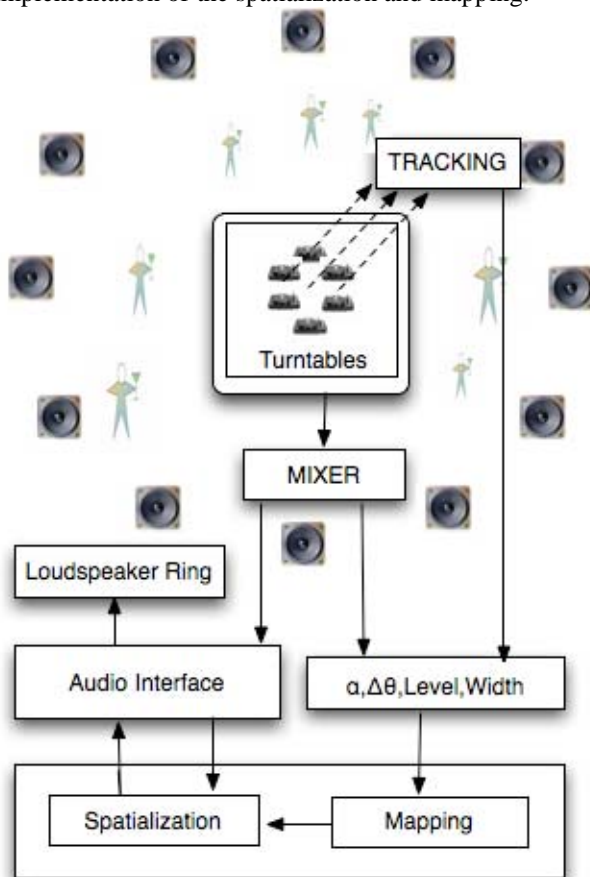 implementation of the spatialization and mapping.
TRACKING
Turntables
MIXER
Loudspeaker Ring
Audio Interface
α,Δθ,Level,Width
Spatialization
Mapping